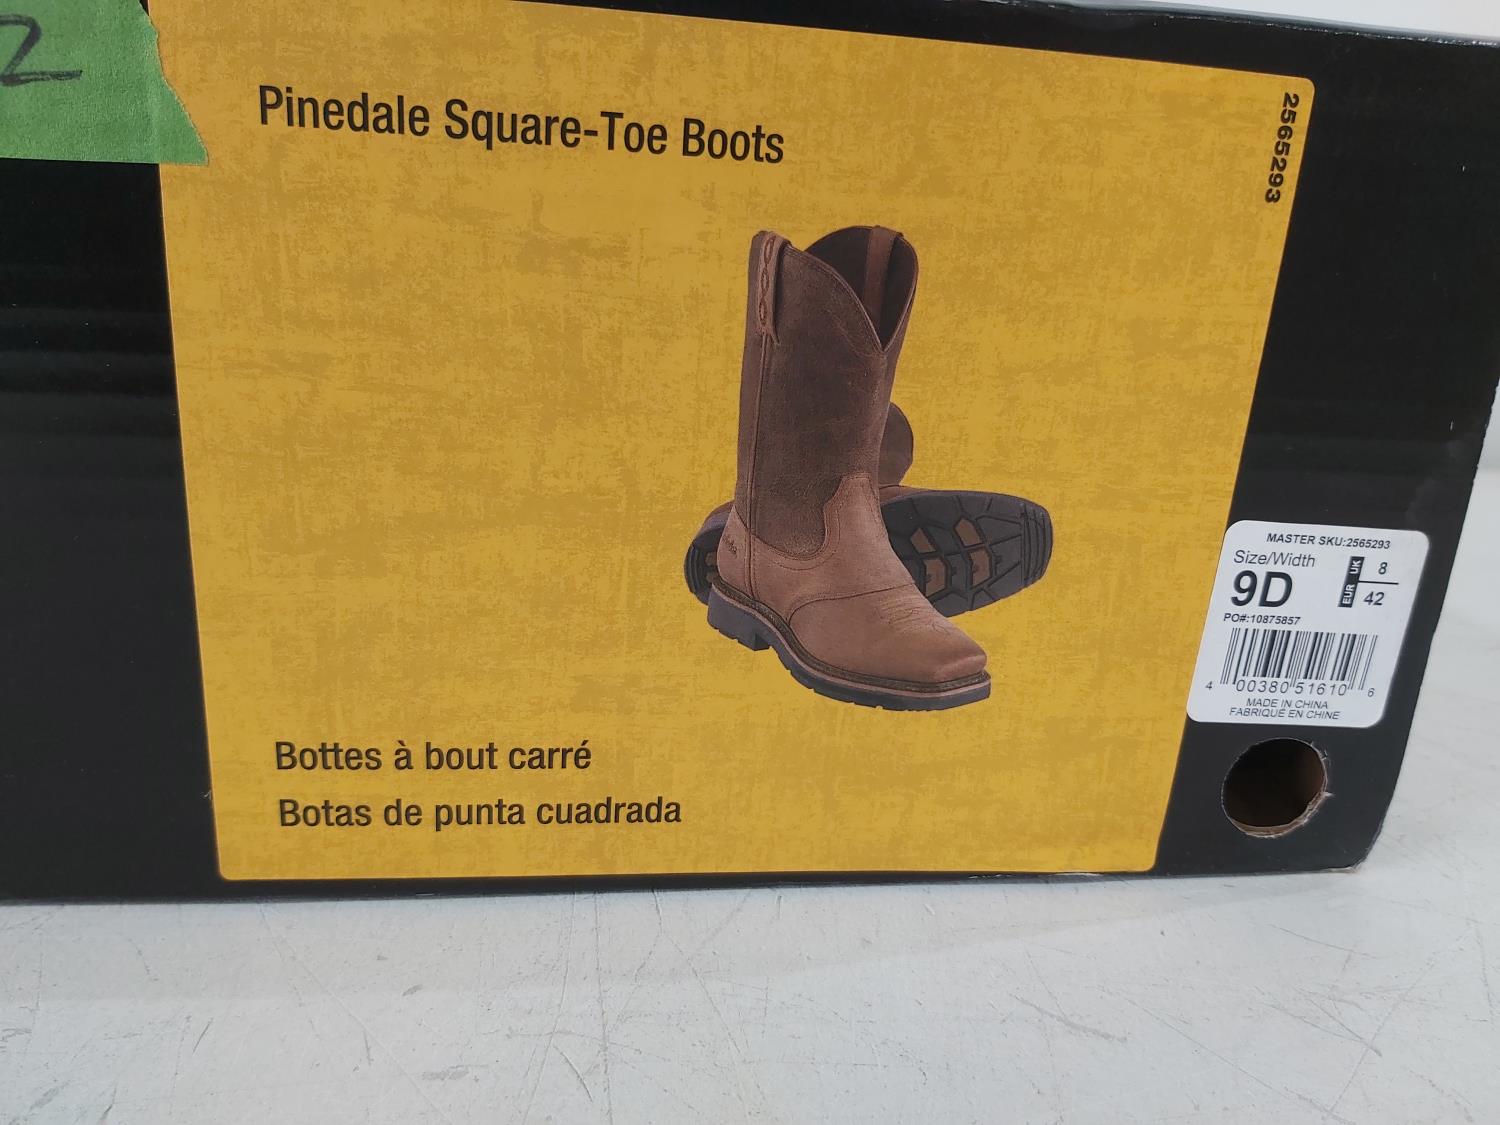 2
Pinedale Square-Toe Boots
2565293
MASTER SKU:2565293
Size/Width
9D
UK 8
EUR 42
PO#:10875857
4 00380 51610 6
MADE IN CHINA
FABRIQUÉ EN CHINE
Bottes à bout carré
Botas de punta cuadrada